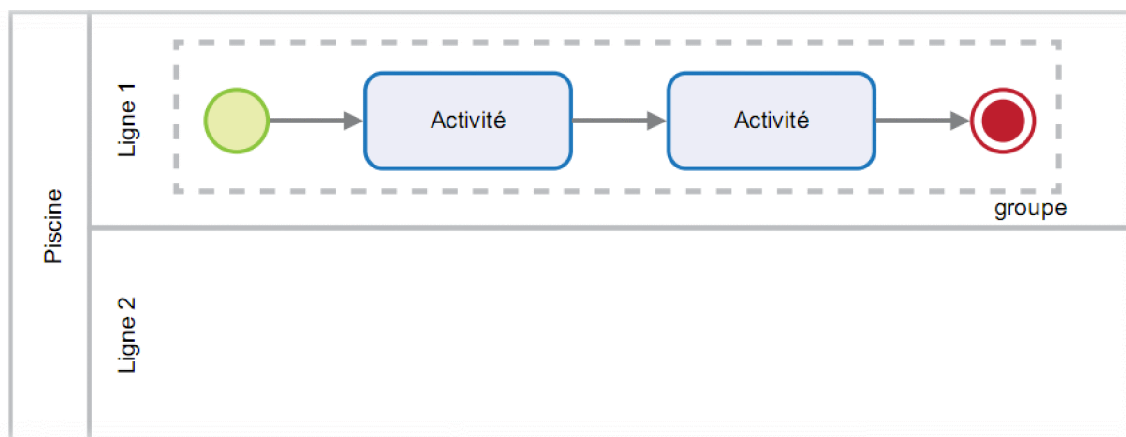 Piscine
Ligne 1
Activité
Activité
groupe
Ligne 2